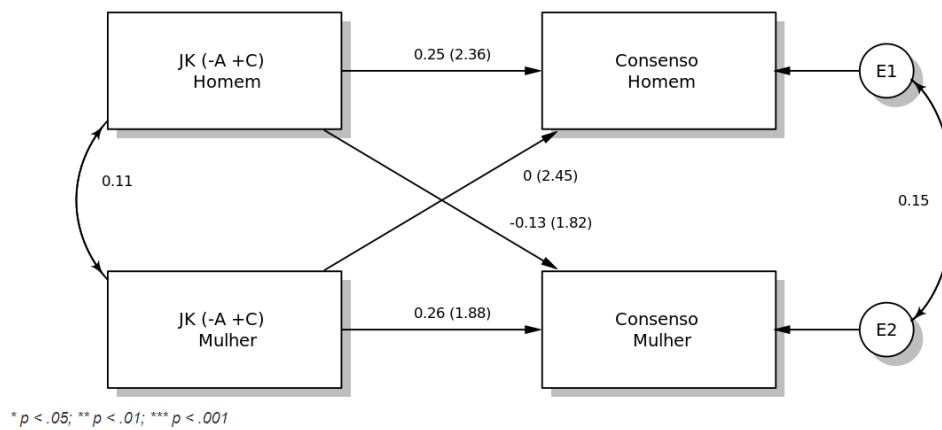 JK (-A +C)
Homem
0.25 (2.36)
Consenso
Homem
E1
0.11
0 (2.45)
-0.13 (1.82)
0.15
JK (-A +C)
Mulher
0.26 (1.88)
Consenso
Mulher
E2
* p < .05; ** p < .01; *** p < .001